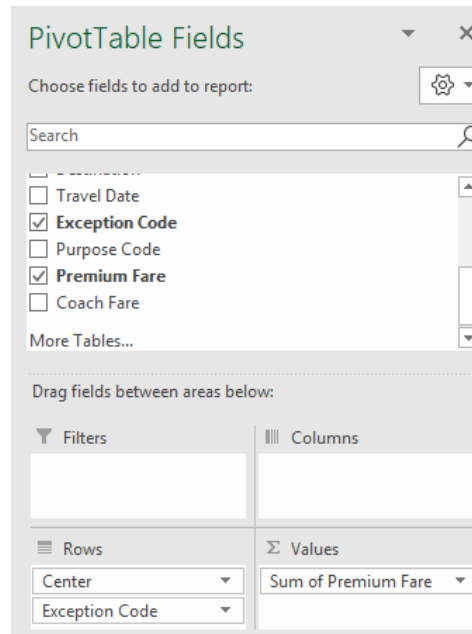 PivotTable Fields
Choose fields to add to report:
Search
Travel Date
Exception Code
Purpose Code
Premium Fare
Coach Fare
More Tables...
Drag fields between areas below:
Filters
Columns
Rows
Σ Values
Center
Sum of Premium Fare
Exception Code